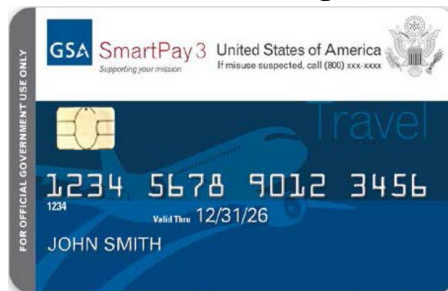 GSA SmartPay 3 United States of America
Supporting your mission If misuse suspected, call (800) xxx-xxxx
FOR OFFICIAL GOVERNMENT USE ONLY
Travel
1234 5678 9012 3456
1234
Valid Thru 12/31/26
JOHN SMITH